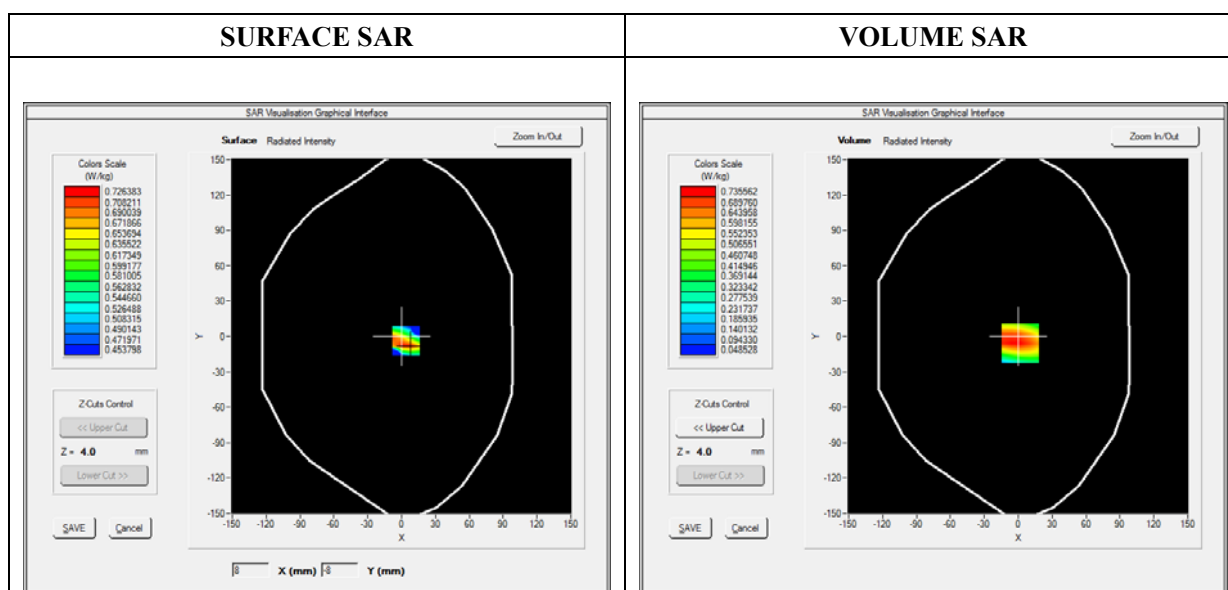 SURFACE SAR
VOLUME SAR
SAR Visualisation Graphical Interface
Surface Radiated Intensity
Zoom In/Out
Colors Scale
(W/kg)
0.726383
0.708211
0.690039
0.671866
0.653694
0.635522
0.617349
0.599177
0.581005
0.562832
0.544660
0.526488
0.508315
0.490143
0.471971
0.453798
150
120
90
60
30
0
-30
-60
-90
-120
-150
Y
-150 -120 -90 -60 -30 0 30 60 90 120 150
X
Z-Cuts Control
<< Upper Cut
Z = 4.0 mm
Lower Cut >>
SAVE Cancel
8 X (mm) -8 Y (mm)
SAR Visualisation Graphical Interface
Volume Radiated Intensity
Zoom In/Out
Colors Scale
(W/kg)
0.735562
0.689760
0.643958
0.598155
0.552353
0.506551
0.460748
0.414946
0.369144
0.323342
0.277539
0.231737
0.185935
0.140132
0.094330
0.048528
150
120
90
60
30
0
-30
-60
-90
-120
-150
Y
-150 -120 -90 -60 -30 0 30 60 90 120 150
X
Z-Cuts Control
<< Upper Cut
Z = 4.0 mm
Lower Cut >>
SAVE Cancel